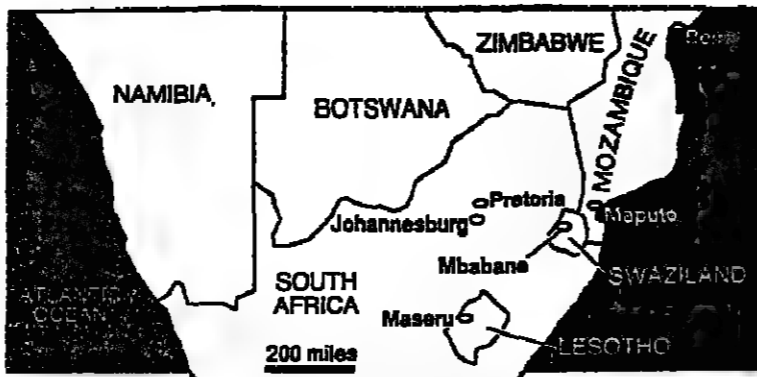 ZIMBABWE
NAMIBIA
BOTSWANA
MOZAMBIQUE
Pretoria
Johannesburg
Maputo
Mbabane
SWAZILAND
SOUTH
AFRICA
ATLANTIC
OCEAN
Maseru
LESOTHO
200 miles